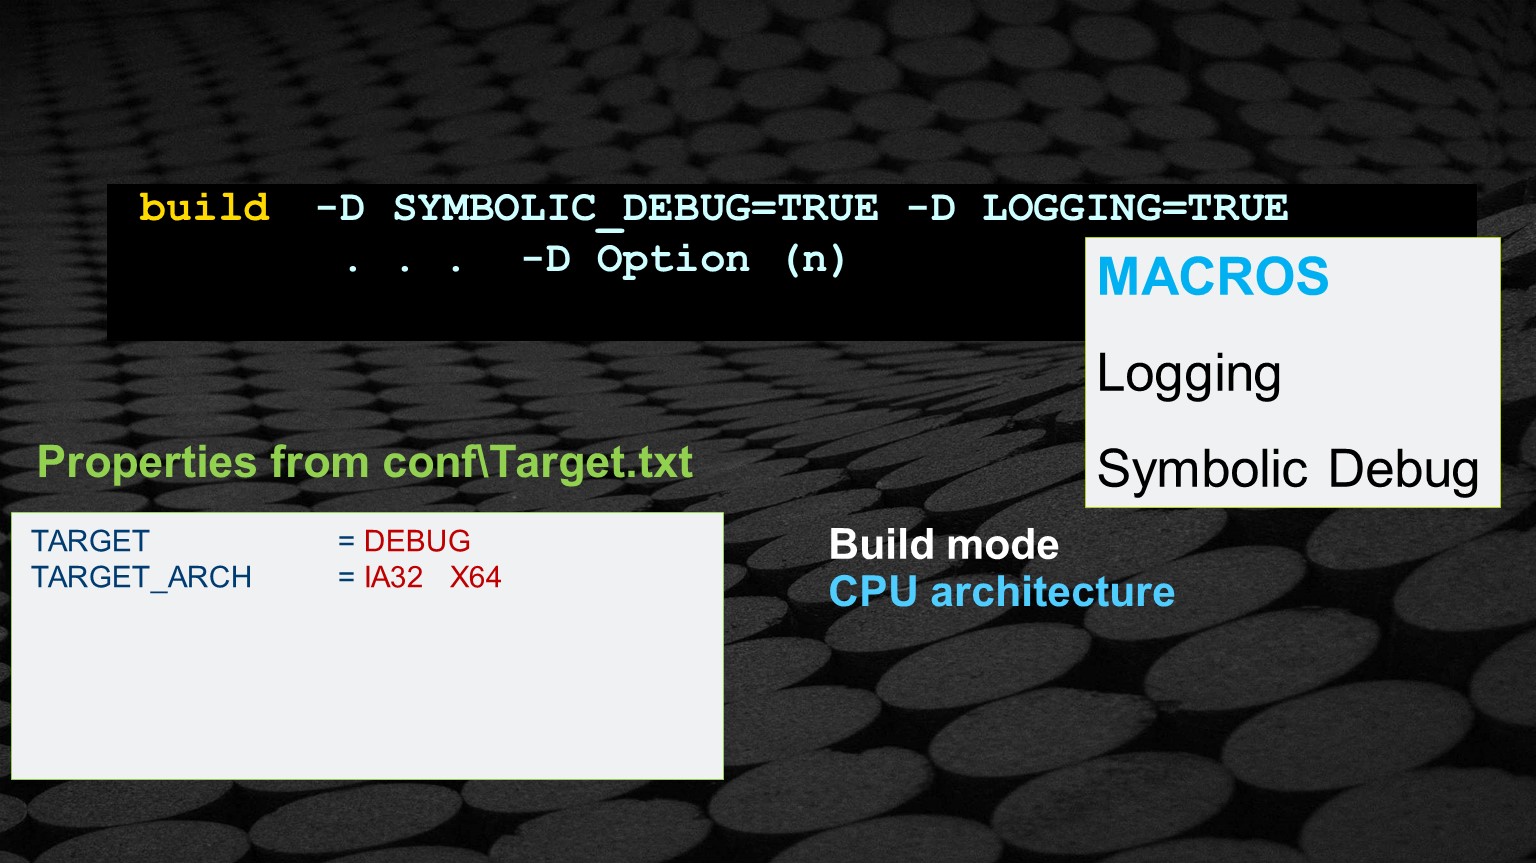 build  -D SYMBOLIC_DEBUG=TRUE -D LOGGING=TRUE
. . .  -D Option (n)
MACROS
Logging
Symbolic Debug
Properties from conf\Target.txt
TARGET = DEBUG
TARGET_ARCH = IA32 X64
Build mode
CPU architecture